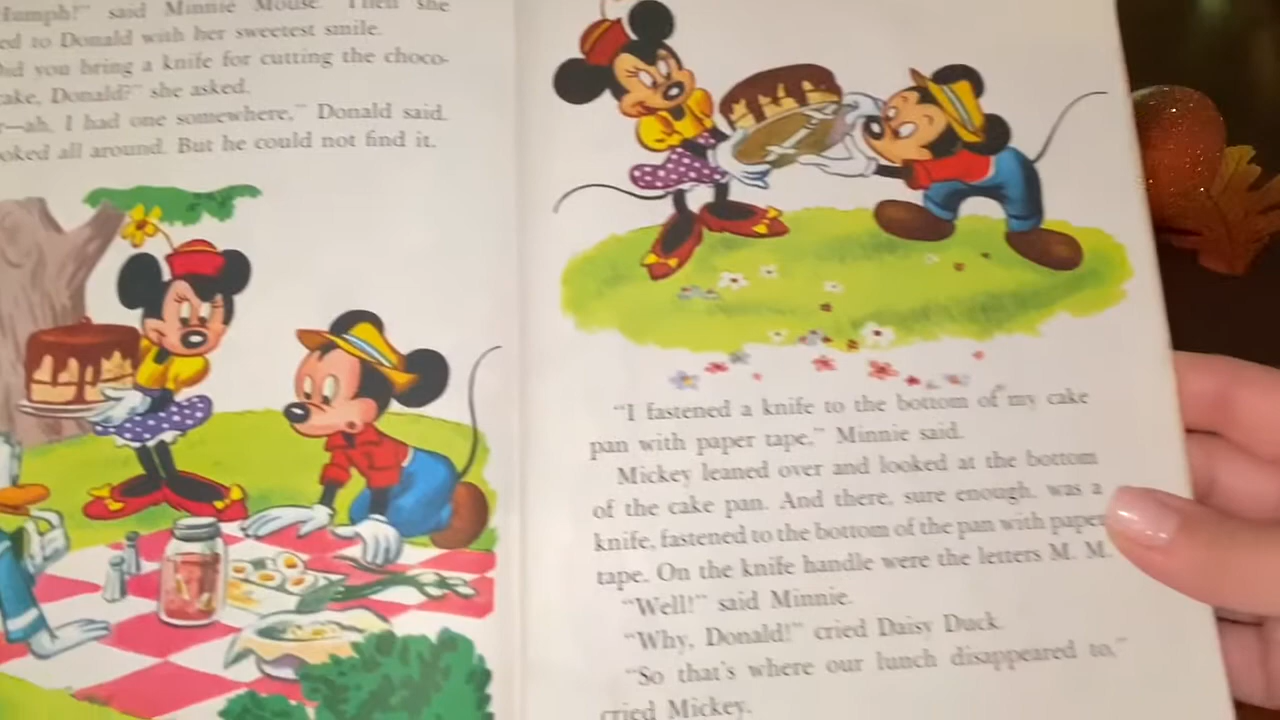 Humph!" said Minnie Mouse. Then she
ed to Donald with her sweetest smile.
id you bring a knife for cutting the choco-
ake, Donald?" she asked.
r—ah, I had one somewhere," Donald said.
oked all around. But he could not find it.
"I fastened a knife to the bottom of my cake
pan with paper tape," Minnie said.
Mickey leaned over and looked at the bottom
of the cake pan. And there, sure enough, was a
knife, fastened to the bottom of the pan with paper
tape. On the knife handle were the letters M. M.
"Well!" said Minnie.
"Why, Donald!" cried Daisy Duck.
"So that's where our lunch disappeared to,"
cried Mickey.